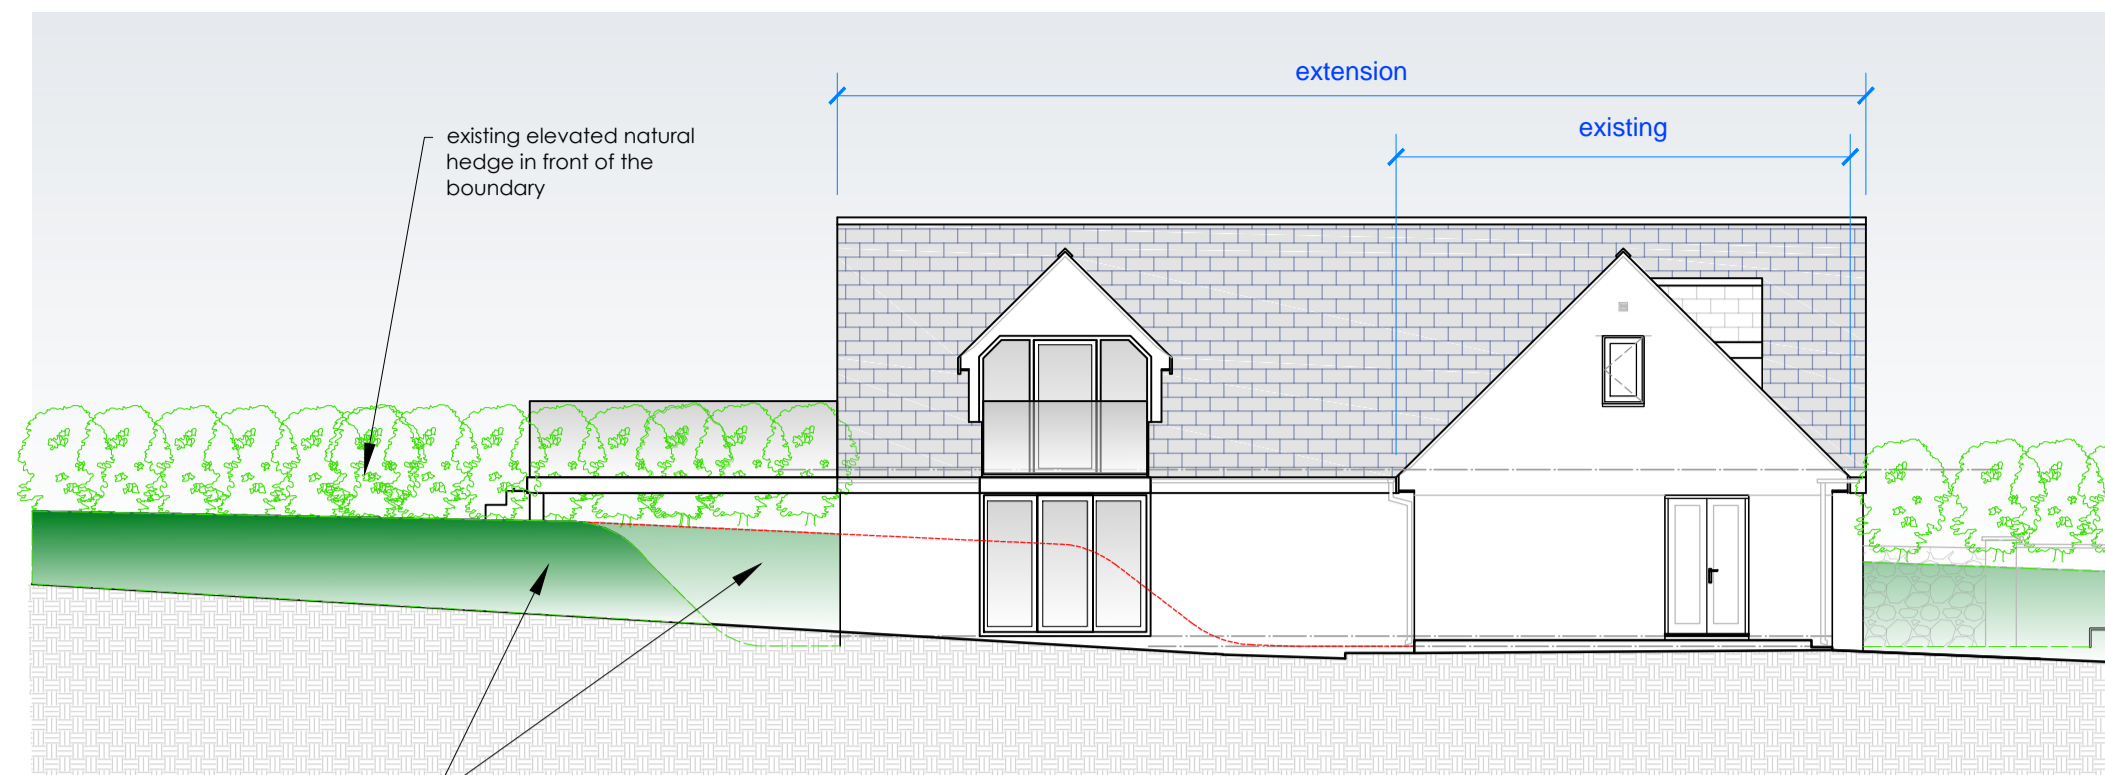 extension
existing
existing elevated natural
hedge in front of the
boundary